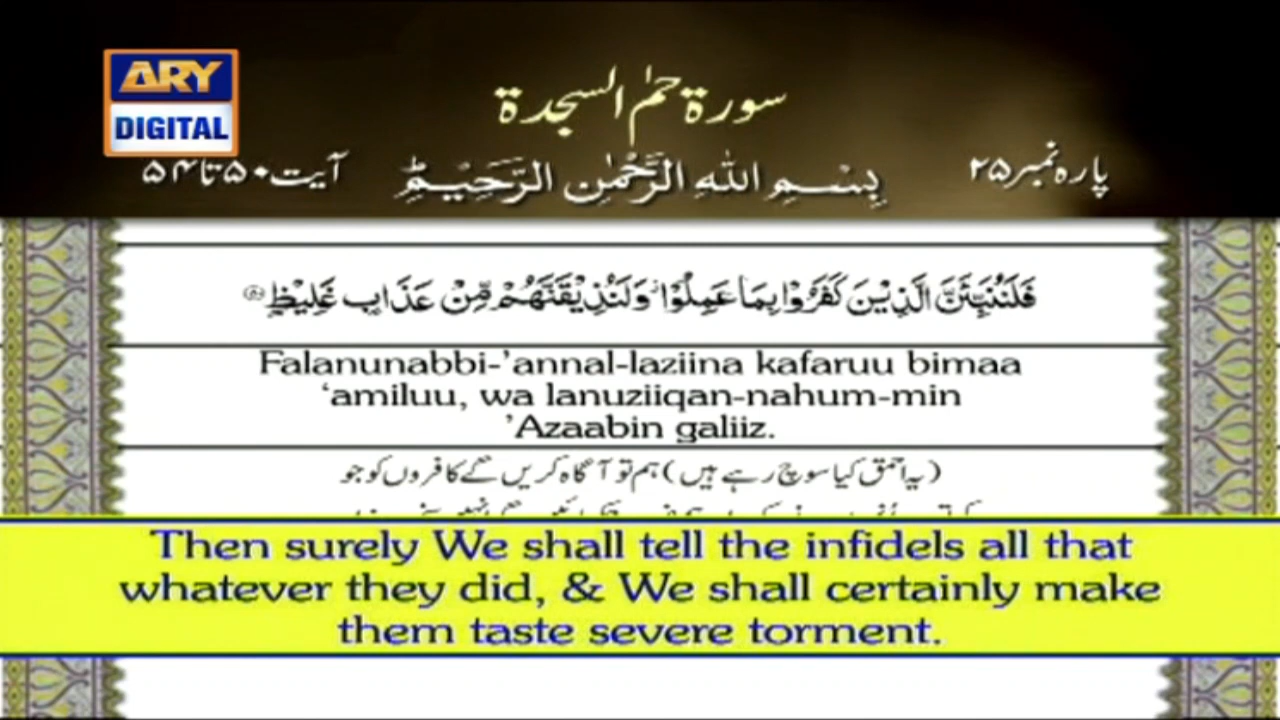 ARY
DIGITAL
سورۃ حٰمٓ السجدۃ
پارہ نمبر ۲۵
بِسْمِ اللهِ الرَّحْمٰنِ الرَّحِيْمِ
آیت ۵۰ تا ۵۴
فَلَنُنَبِّئَنَّ الَّذِيْنَ كَفَرُوْا بِمَا عَمِلُوْا ۫ وَلَنُذِيْقَنَّهُمْ مِّنْ عَذَابٍ غَلِيْظٍ ۵۰
Falanunabbi-’annal-laziina kafaruu bimaa
‘amiluu, wa lanuziiqan-nahum-min
’Azaabin galiiz.
(یہ احمق کیا سوچ رہے ہیں) ہم تو آگاہ کریں گے کافروں کو جو
Then surely We shall tell the infidels all that
whatever they did, & We shall certainly make
them taste severe torment.